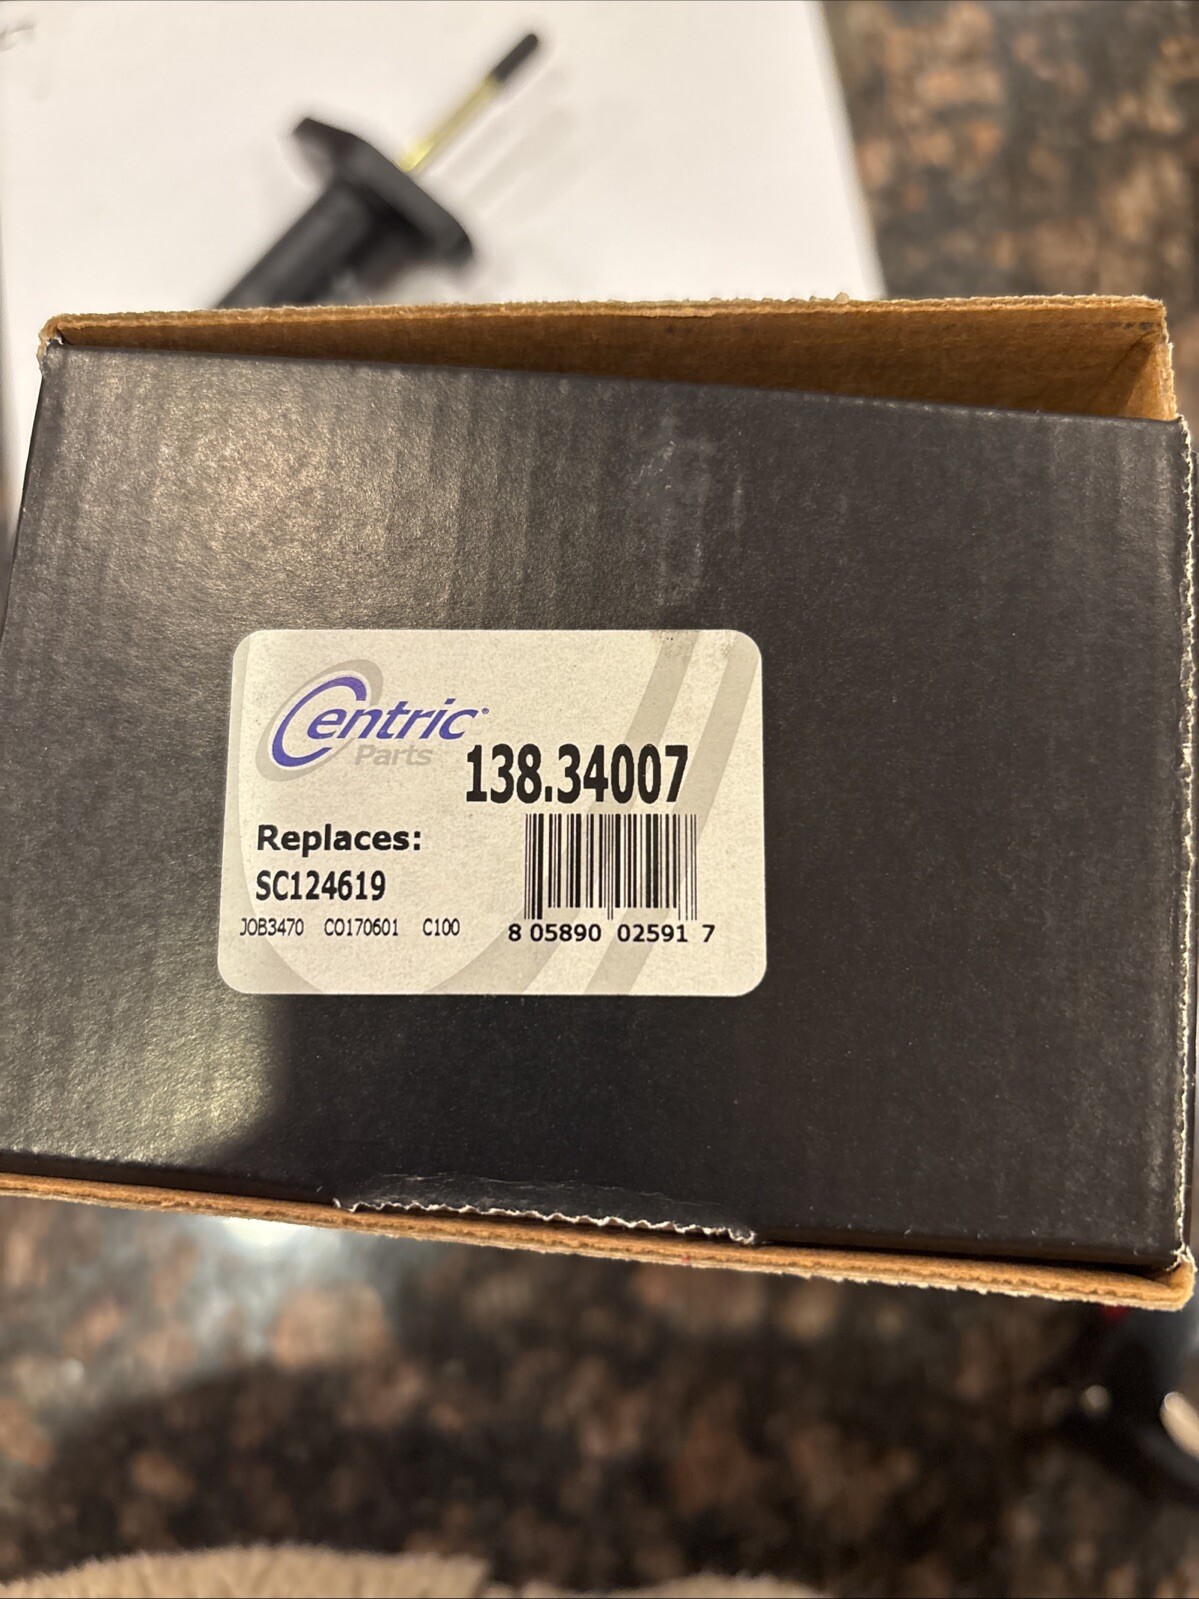 Centric®
Parts
138.34007
Replaces:
SC124619
JOB3470 CO170601 C100
8 05890 02591 7